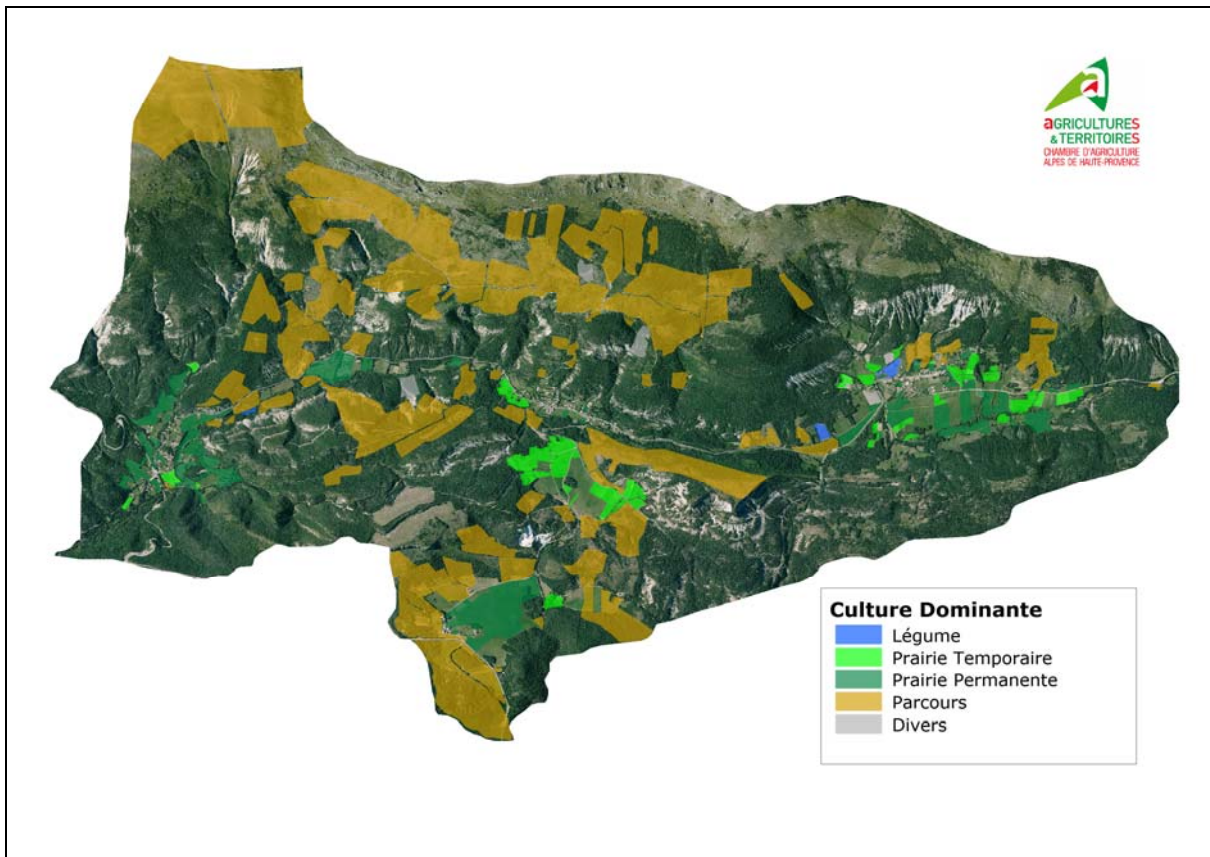 a
agRICULTURES
& TERRITOIRES
CHAMBRE D'AGRICULTURE
ALPES DE HAUTE-PROVENCE
Culture Dominante
Légume
Prairie Temporaire
Prairie Permanente
Parcours
Divers